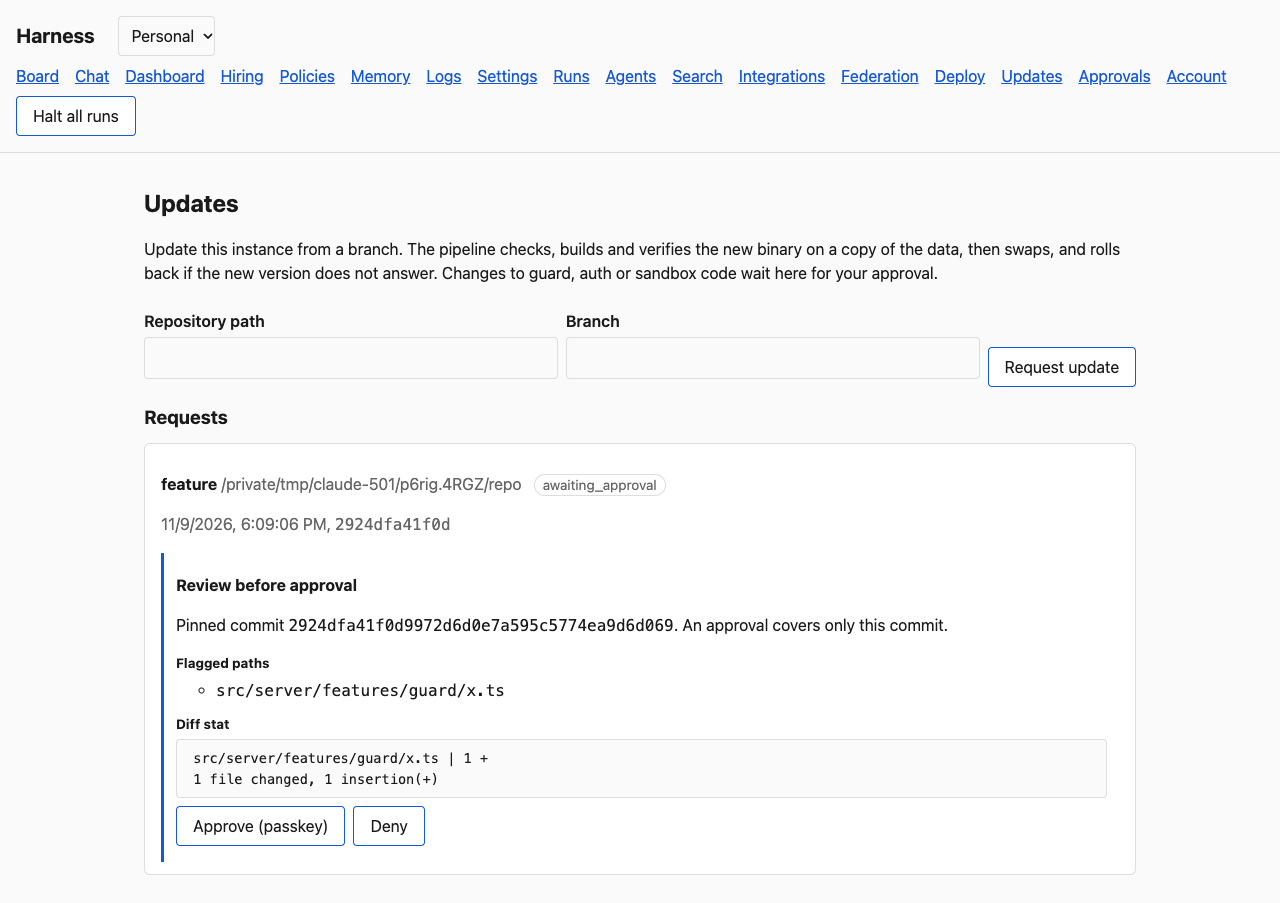 Harness
Personal
Board Chat Dashboard Hiring Policies Memory Logs Settings Runs Agents Search Integrations Federation Deploy Updates Approvals Account
Halt all runs
Updates
Update this instance from a branch. The pipeline checks, builds and verifies the new binary on a copy of the data, then swaps, and rolls
back if the new version does not answer. Changes to guard, auth or sandbox code wait here for your approval.
Repository path
Branch
Request update
Requests
feature /private/tmp/claude-501/p6rig.4RGZ/repo awaiting_approval
11/9/2026, 6:09:06 PM, 2924dfa41f0d
Review before approval
Pinned commit 2924dfa41f0d9972d6d0e7a595c5774ea9d6d069. An approval covers only this commit.
Flagged paths
src/server/features/guard/x.ts
Diff stat
src/server/features/guard/x.ts | 1 +
1 file changed, 1 insertion(+)
Approve (passkey)
Deny